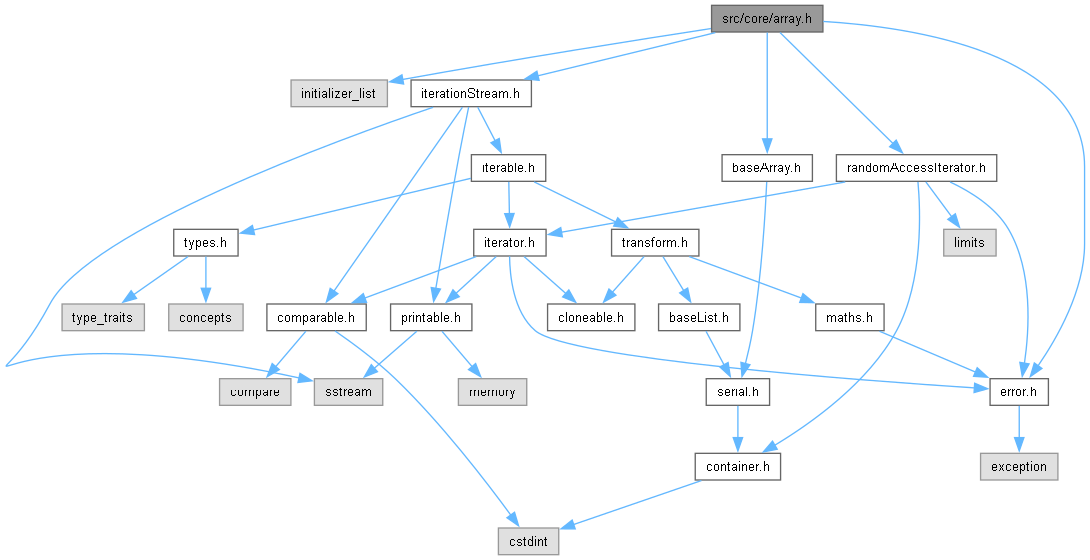 src/core/array.h
initializer_list
iterationStream.h
iterable.h
baseArray.h
randomAccessIterator.h
types.h
iterator.h
transform.h
limits
type_traits
concepts
comparable.h
printable.h
cloneable.h
baseList.h
maths.h
compare
sstream
memory
serial.h
error.h
container.h
exception
cstdint